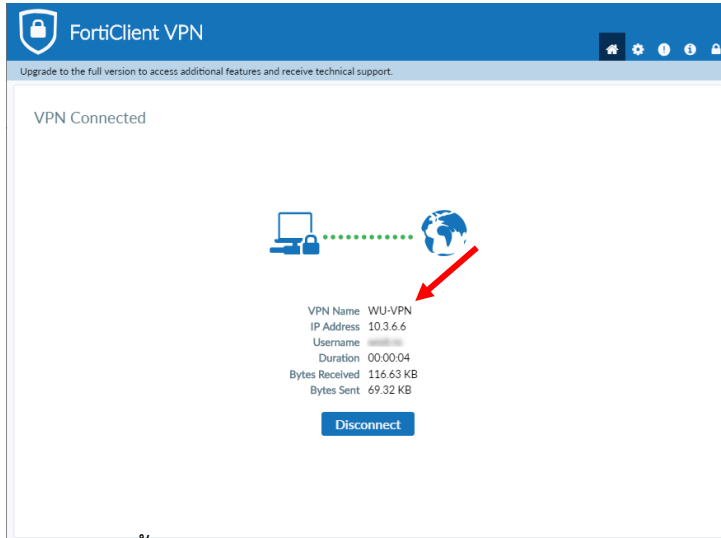 FortiClient VPN
Upgrade to the full version to access additional features and receive technical support.
VPN Connected
VPN Name WU-VPN
IP Address 10.3.6.6
Username
Duration 00:00:04
Bytes Received 116.63 KB
Bytes Sent 69.32 KB
Disconnect